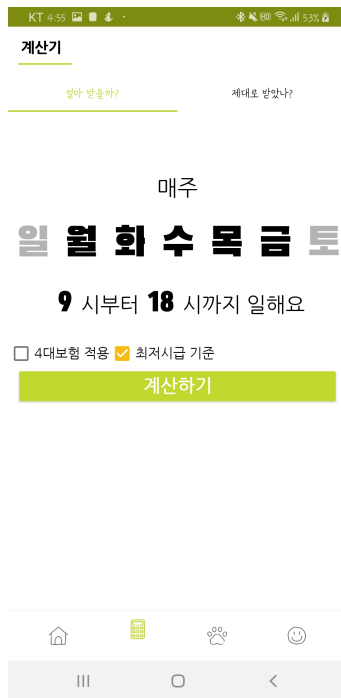 KT 4:55 53%
계산기
얼마 받을까? 제대로 받았나?
매주
일 월 화 수 목 금 토
9 시부터 18 시까지 일해요
4대보험 적용 최저시급 기준
계산하기